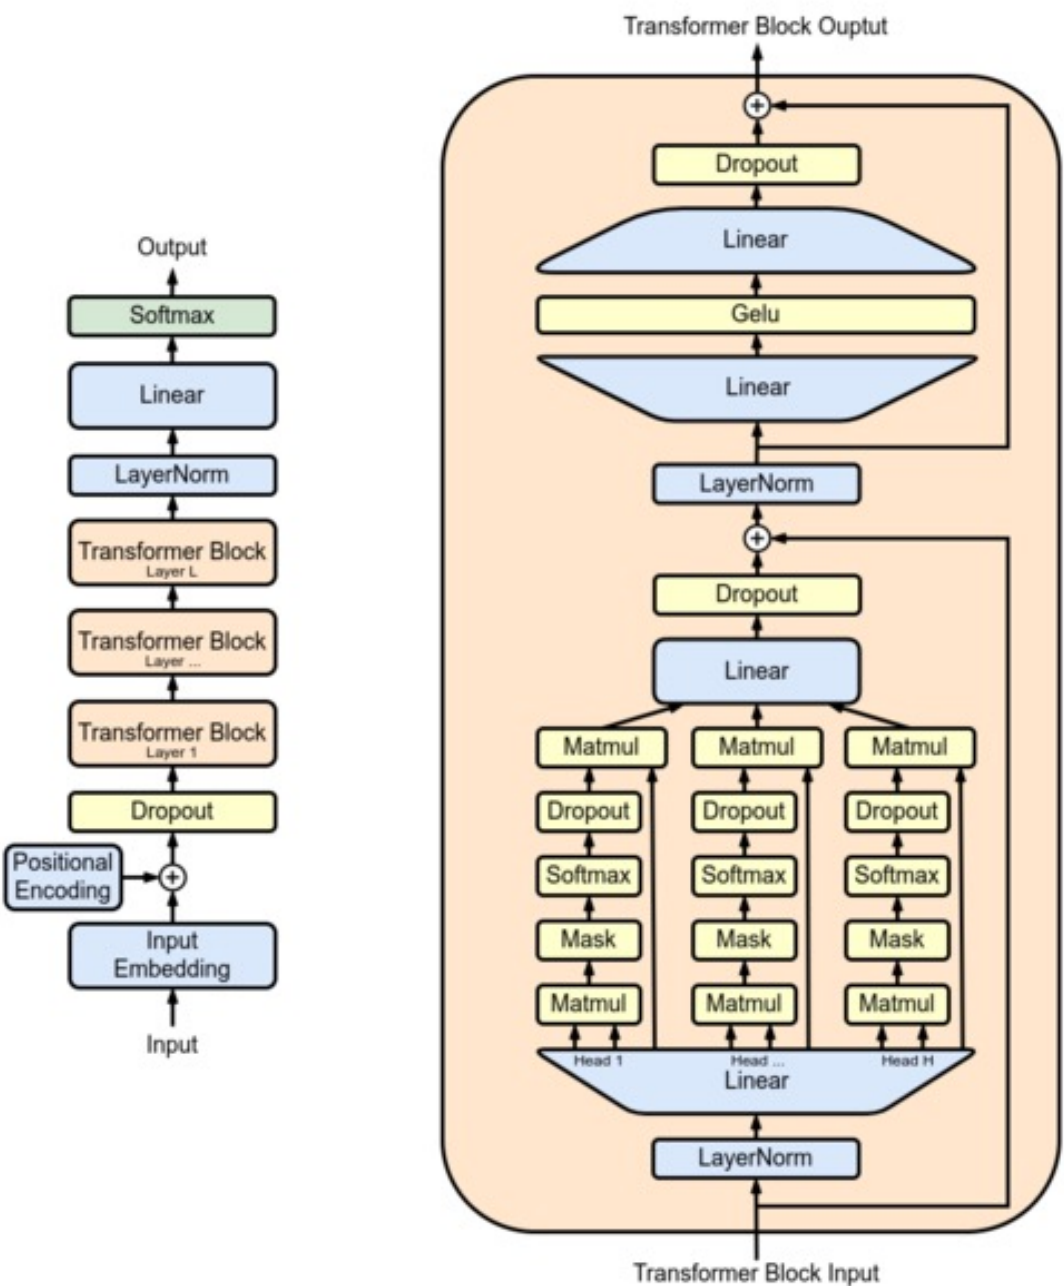 Output
Softmax
Linear
LayerNorm
Transformer Block
Layer L
Transformer Block
Layer ...
Transformer Block
Layer 1
Dropout
Positional
Encoding
+
Input
Embedding
Input
Transformer Block Ouptut
+
Dropout
Linear
Gelu
Linear
LayerNorm
+
Dropout
Linear
Matmul Matmul Matmul
Dropout Dropout Dropout
Softmax Softmax Softmax
Mask Mask Mask
Matmul Matmul Matmul
Head 1 Head ... Head H
Linear
LayerNorm
Transformer Block Input